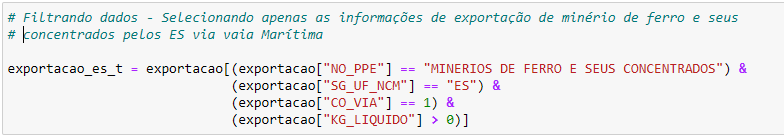 # Filtrando dados - Selecionando apenas as informações de exportação de minério de ferro e seus
# concentrados pelos ES via vaia Marítima
exportacao_es_t = exportacao[(exportacao["NO_PPE"] == "MINERIOS DE FERRO E SEUS CONCENTRADOS") &
(exportacao["SG_UF_NCM"] == "ES") &
(exportacao["CO_VIA"] == 1) &
(exportacao["KG_LIQUIDO"] > 0)]